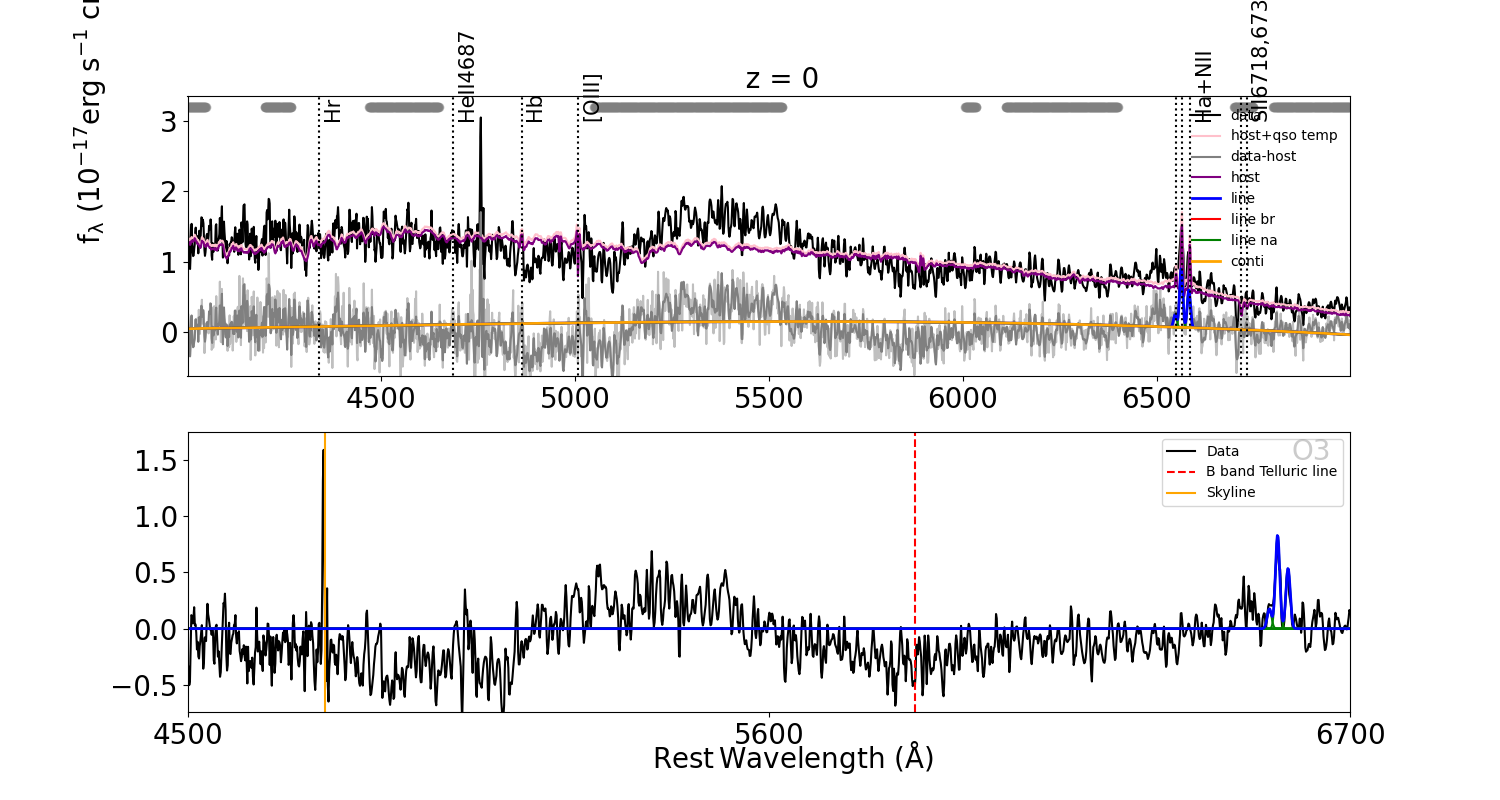 z = 0
f_λ (10^−17 erg s^−1 c
Hr
HeII4687
Hb
[OIII]
Ha+NII
SII6718,673
data
host+qso temp
data-host
host
line
line br
line na
conti
3
2
1
0
4500 5000 5500 6000 6500
O3
Data
B band Telluric line
Skyline
1.5
1.0
0.5
0.0
−0.5
4500 5600 6700
Rest Wavelength (Å)